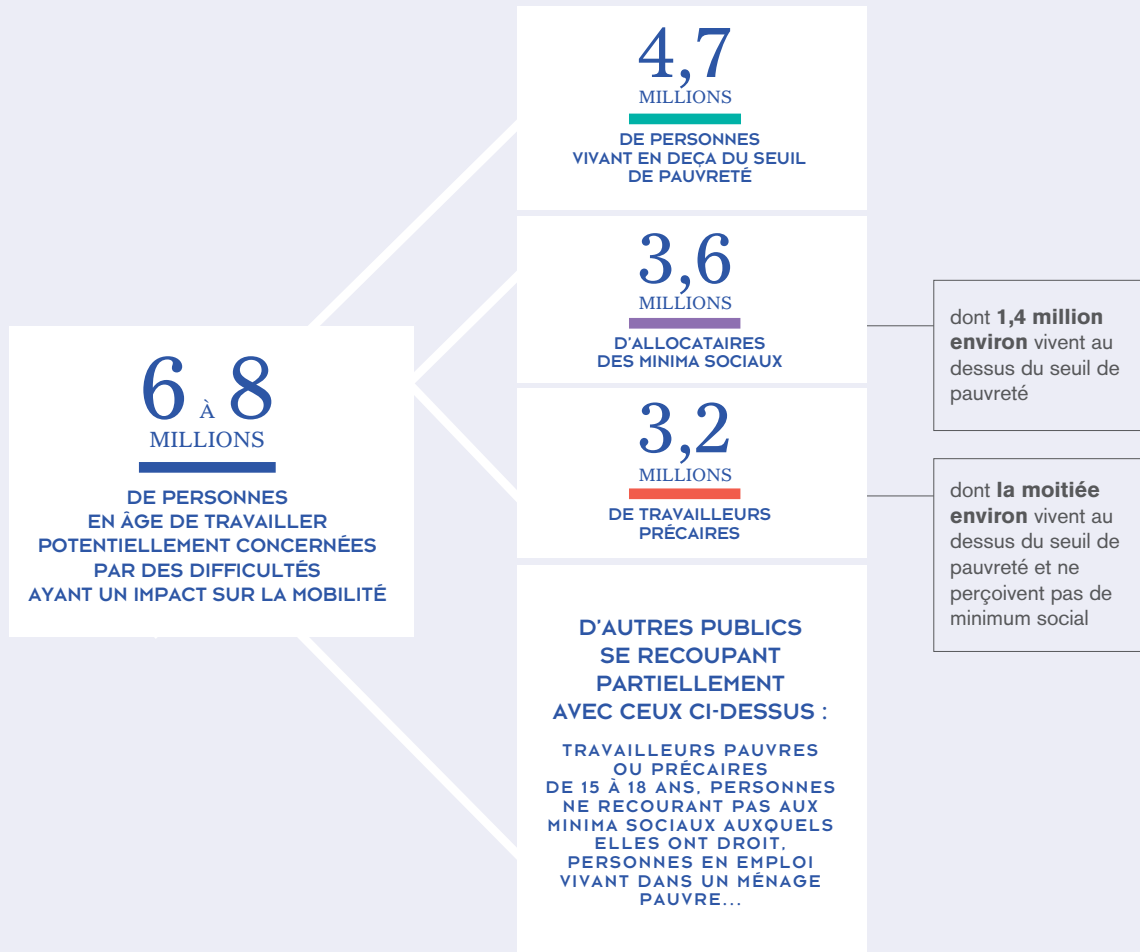 6 À 8
MILLIONS
DE PERSONNES
EN ÂGE DE TRAVAILLER
POTENTIELLEMENT CONCERNÉES
PAR DES DIFFICULTÉS
AYANT UN IMPACT SUR LA MOBILITÉ
4,7
MILLIONS
DE PERSONNES
VIVANT EN DEÇA DU SEUIL
DE PAUVRETÉ
3,6
MILLIONS
D'ALLOCATAIRES
DES MINIMA SOCIAUX
dont 1,4 million
environ vivent au
dessus du seuil de
pauvreté
3,2
MILLIONS
DE TRAVAILLEURS
PRÉCAIRES
dont la moitiée
environ vivent au
dessus du seuil de
pauvreté et ne
perçoivent pas de
minimum social
D'AUTRES PUBLICS
SE RECOUPANT
PARTIELLEMENT
AVEC CEUX CI-DESSUS :
TRAVAILLEURS PAUVRES
OU PRÉCAIRES
DE 15 À 18 ANS, PERSONNES
NE RECOURANT PAS AUX
MINIMA SOCIAUX AUXQUELS
ELLES ONT DROIT,
PERSONNES EN EMPLOI
VIVANT DANS UN MÉNAGE
PAUVRE...